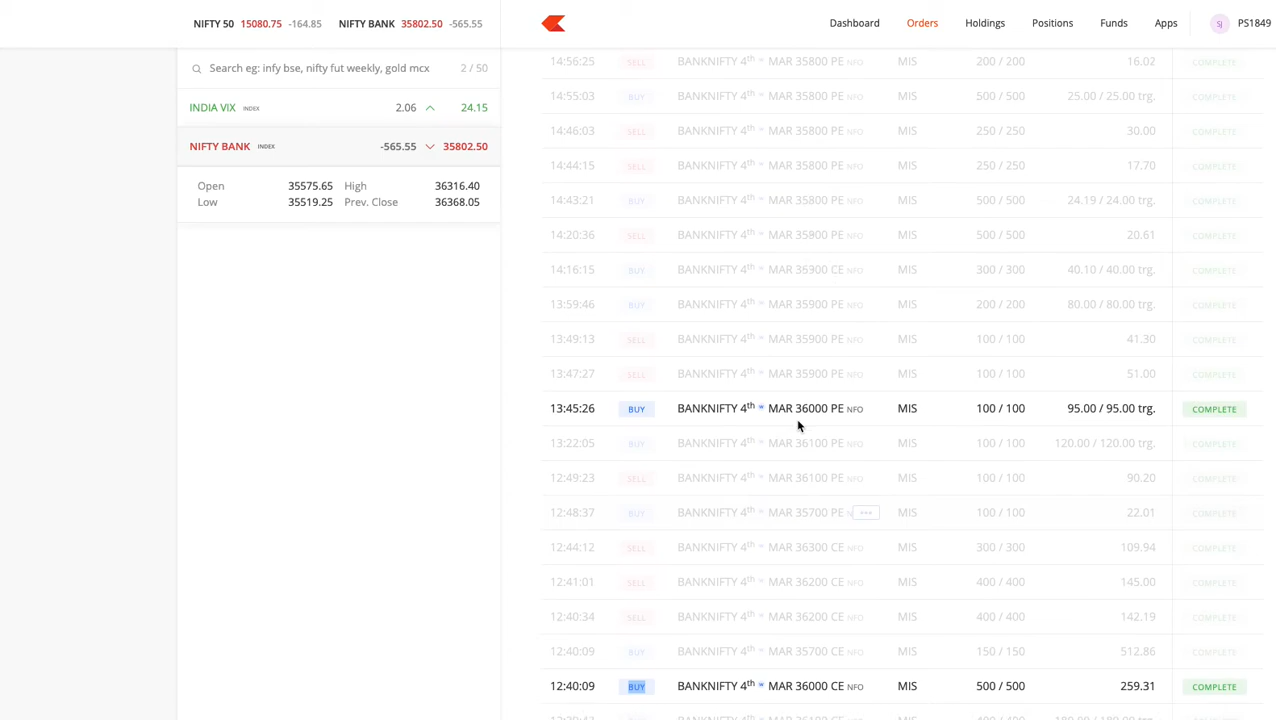 NIFTY 50 15080.75 -164.85 NIFTY BANK 35802.50 -565.55
Dashboard Orders Holdings Positions Funds Apps SJ PS1849
Search eg: infy bse, nifty fut weekly, gold mcx 2 / 50
INDIA VIX INDEX 2.06 24.15
NIFTY BANK INDEX -565.55 35802.50
Open 35575.65 High 36316.40
Low 35519.25 Prev. Close 36368.05
14:56:25 SELL BANKNIFTY 4th w MAR 35800 PE NFO MIS 200 / 200 16.02 COMPLETE
14:55:03 BUY BANKNIFTY 4th w MAR 35800 PE NFO MIS 500 / 500 25.00 / 25.00 trg. COMPLETE
14:46:03 SELL BANKNIFTY 4th w MAR 35800 PE NFO MIS 250 / 250 30.00 COMPLETE
14:44:15 SELL BANKNIFTY 4th w MAR 35800 PE NFO MIS 250 / 250 17.70 COMPLETE
14:43:21 BUY BANKNIFTY 4th w MAR 35800 PE NFO MIS 500 / 500 24.19 / 24.00 trg. COMPLETE
14:20:36 SELL BANKNIFTY 4th w MAR 35900 PE NFO MIS 500 / 500 20.61 COMPLETE
14:16:15 BUY BANKNIFTY 4th w MAR 35900 CE NFO MIS 300 / 300 40.10 / 40.00 trg. COMPLETE
13:59:46 BUY BANKNIFTY 4th w MAR 35900 PE NFO MIS 200 / 200 80.00 / 80.00 trg. COMPLETE
13:49:13 SELL BANKNIFTY 4th w MAR 35900 PE NFO MIS 100 / 100 41.30 COMPLETE
13:47:27 SELL BANKNIFTY 4th w MAR 35900 PE NFO MIS 100 / 100 51.00 COMPLETE
13:45:26 BUY BANKNIFTY 4th w MAR 36000 PE NFO MIS 100 / 100 95.00 / 95.00 trg. COMPLETE
13:22:05 BUY BANKNIFTY 4th w MAR 36100 PE NFO MIS 100 / 100 120.00 / 120.00 trg. COMPLETE
12:49:23 SELL BANKNIFTY 4th w MAR 36100 PE NFO MIS 100 / 100 90.20 COMPLETE
12:48:37 BUY BANKNIFTY 4th w MAR 35700 PE MIS 100 / 100 22.01 COMPLETE
12:44:12 SELL BANKNIFTY 4th w MAR 36300 CE NFO MIS 300 / 300 109.94 COMPLETE
12:41:01 SELL BANKNIFTY 4th w MAR 36200 CE NFO MIS 400 / 400 145.00 COMPLETE
12:40:34 SELL BANKNIFTY 4th w MAR 36200 CE NFO MIS 400 / 400 142.19 COMPLETE
12:40:09 BUY BANKNIFTY 4th w MAR 35700 CE NFO MIS 150 / 150 512.86 COMPLETE
12:40:09 BUY BANKNIFTY 4th w MAR 36000 CE NFO MIS 500 / 500 259.31 COMPLETE